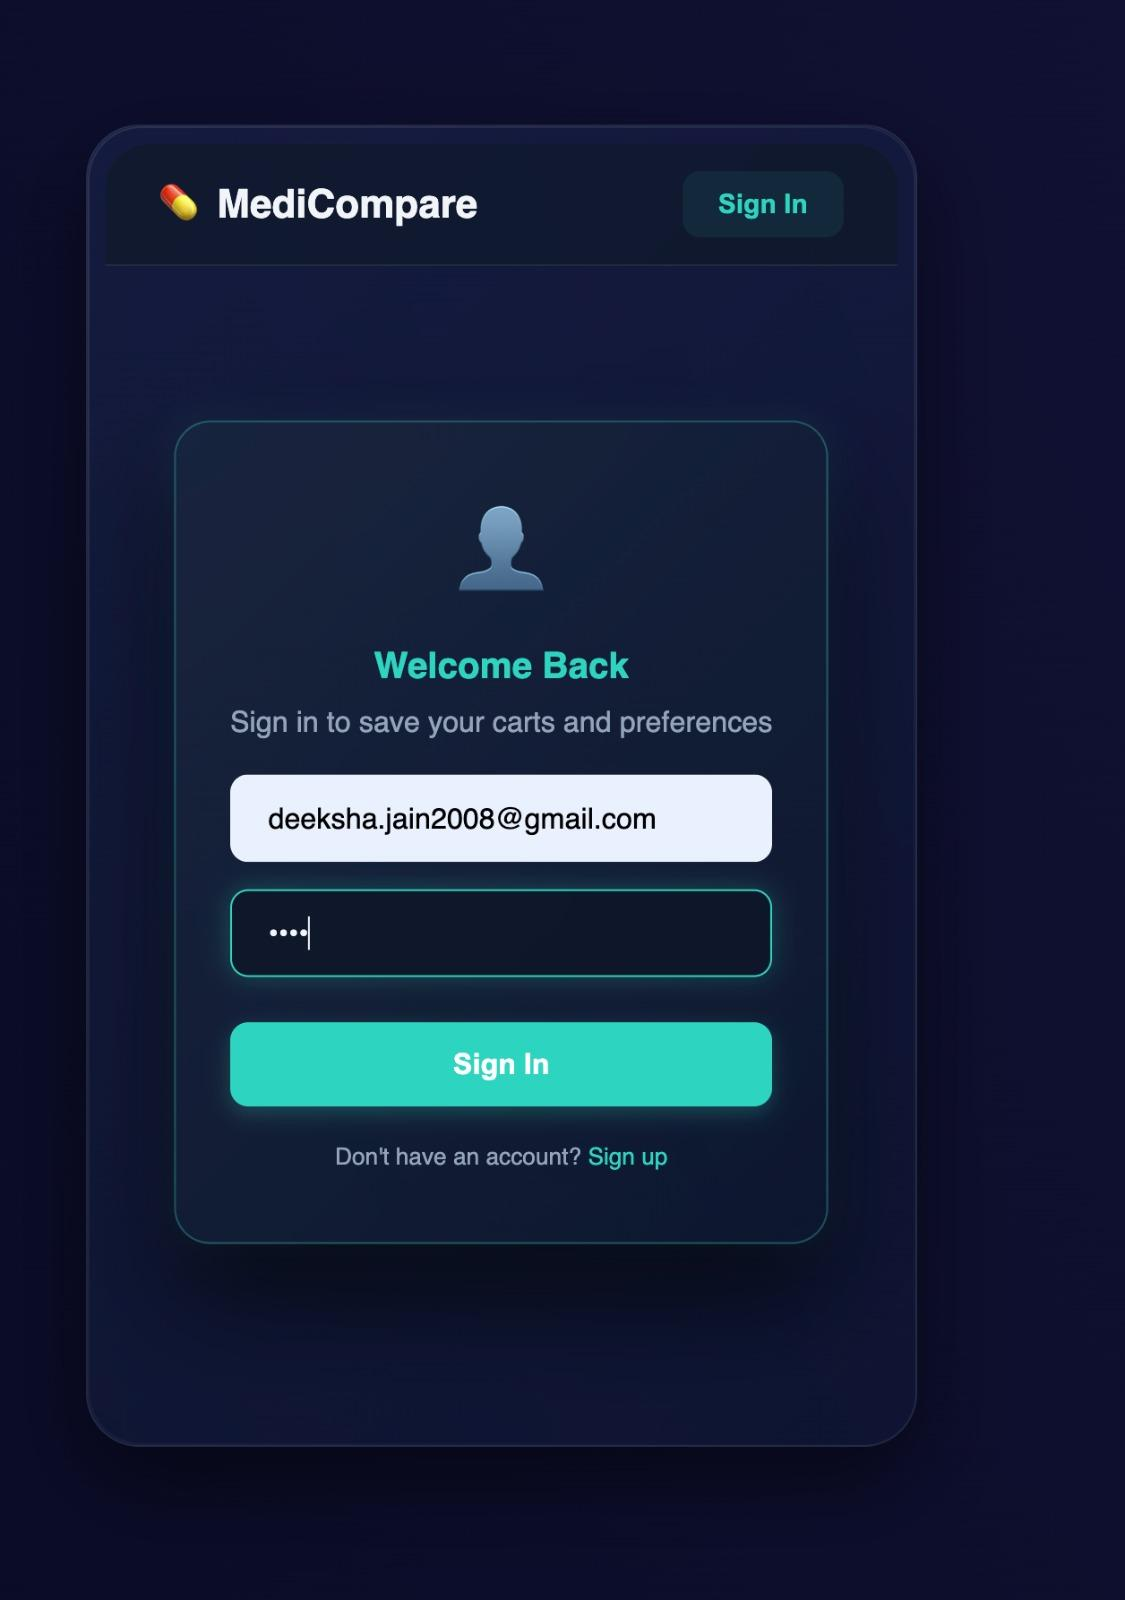 MediCompare
Sign In
Welcome Back
Sign in to save your carts and preferences
deeksha.jain2008@gmail.com
••••
Sign In
Don't have an account? Sign up